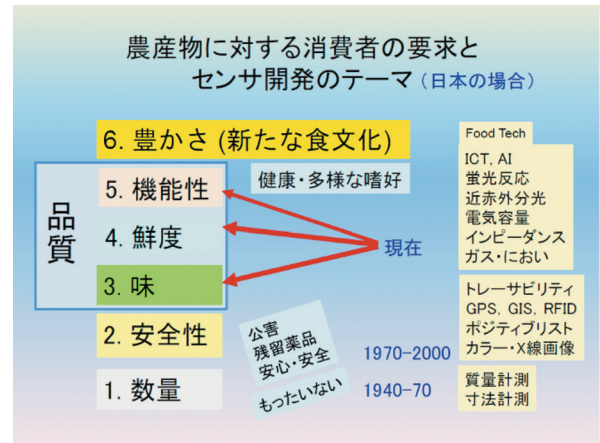 農産物に対する消費者の要求と
センサ開発のテーマ(日本の場合)
6. 豊かさ (新たな食文化)
健康・多様な嗜好
品質
5. 機能性
4. 鮮度
3. 味
現在
2. 安全性
公害
残留薬品
安心・安全
1970-2000
1. 数量
もったいない
1940-70
Food Tech
ICT, AI
蛍光反応
近赤外分光
電気容量
インピーダンス
ガス・におい
トレーサビリティ
GPS, GIS, RFID
ポジティブリスト
カラー・X線画像
質量計測
寸法計測